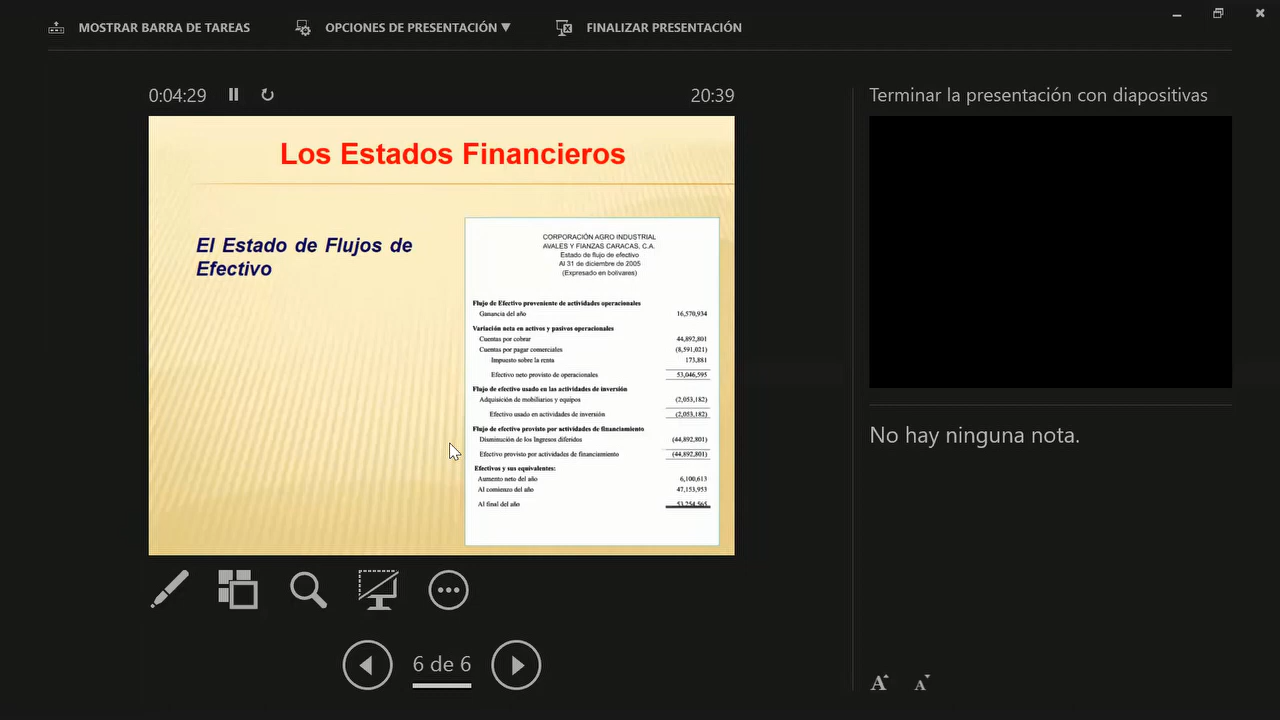 MOSTRAR BARRA DE TAREAS OPCIONES DE PRESENTACIÓN ▼ FINALIZAR PRESENTACIÓN
0:04:29 20:39
Los Estados Financieros
El Estado de Flujos de
Efectivo
CORPORACIÓN AGRO INDUSTRIAL
AVALES Y FIANZAS CARACAS, C.A.
Estado de flujo de efectivo
Al 31 de diciembre de 2005
(Expresado en bolívares)
Flujo de Efectivo proveniente de actividades operacionales
Ganancia del año 16,570,934
Variación neta en activos y pasivos operacionales
Cuentas por cobrar 44,892,801
Cuentas por pagar comerciales (8,591,021)
Impuesto sobre la renta 173,881
Efectivo neto provisto de operacionales 53,046,595
Flujo de efectivo usado en las actividades de inversión
Adquisición de mobiliarios y equipos (2,053,182)
Efectivo usado en actividades de inversión (2,053,182)
Flujo de efectivo provisto por actividades de financiamiento
Disminución de los Ingresos diferidos (44,892,801)
Efectivo provisto por actividades de financiamiento (44,892,801)
Efectivos y sus equivalentes:
Aumento neto del año 6,100,613
Al comienzo del año 47,153,953
Al final del año 53,254,565
6 de 6
Terminar la presentación con diapositivas
No hay ninguna nota.
A A